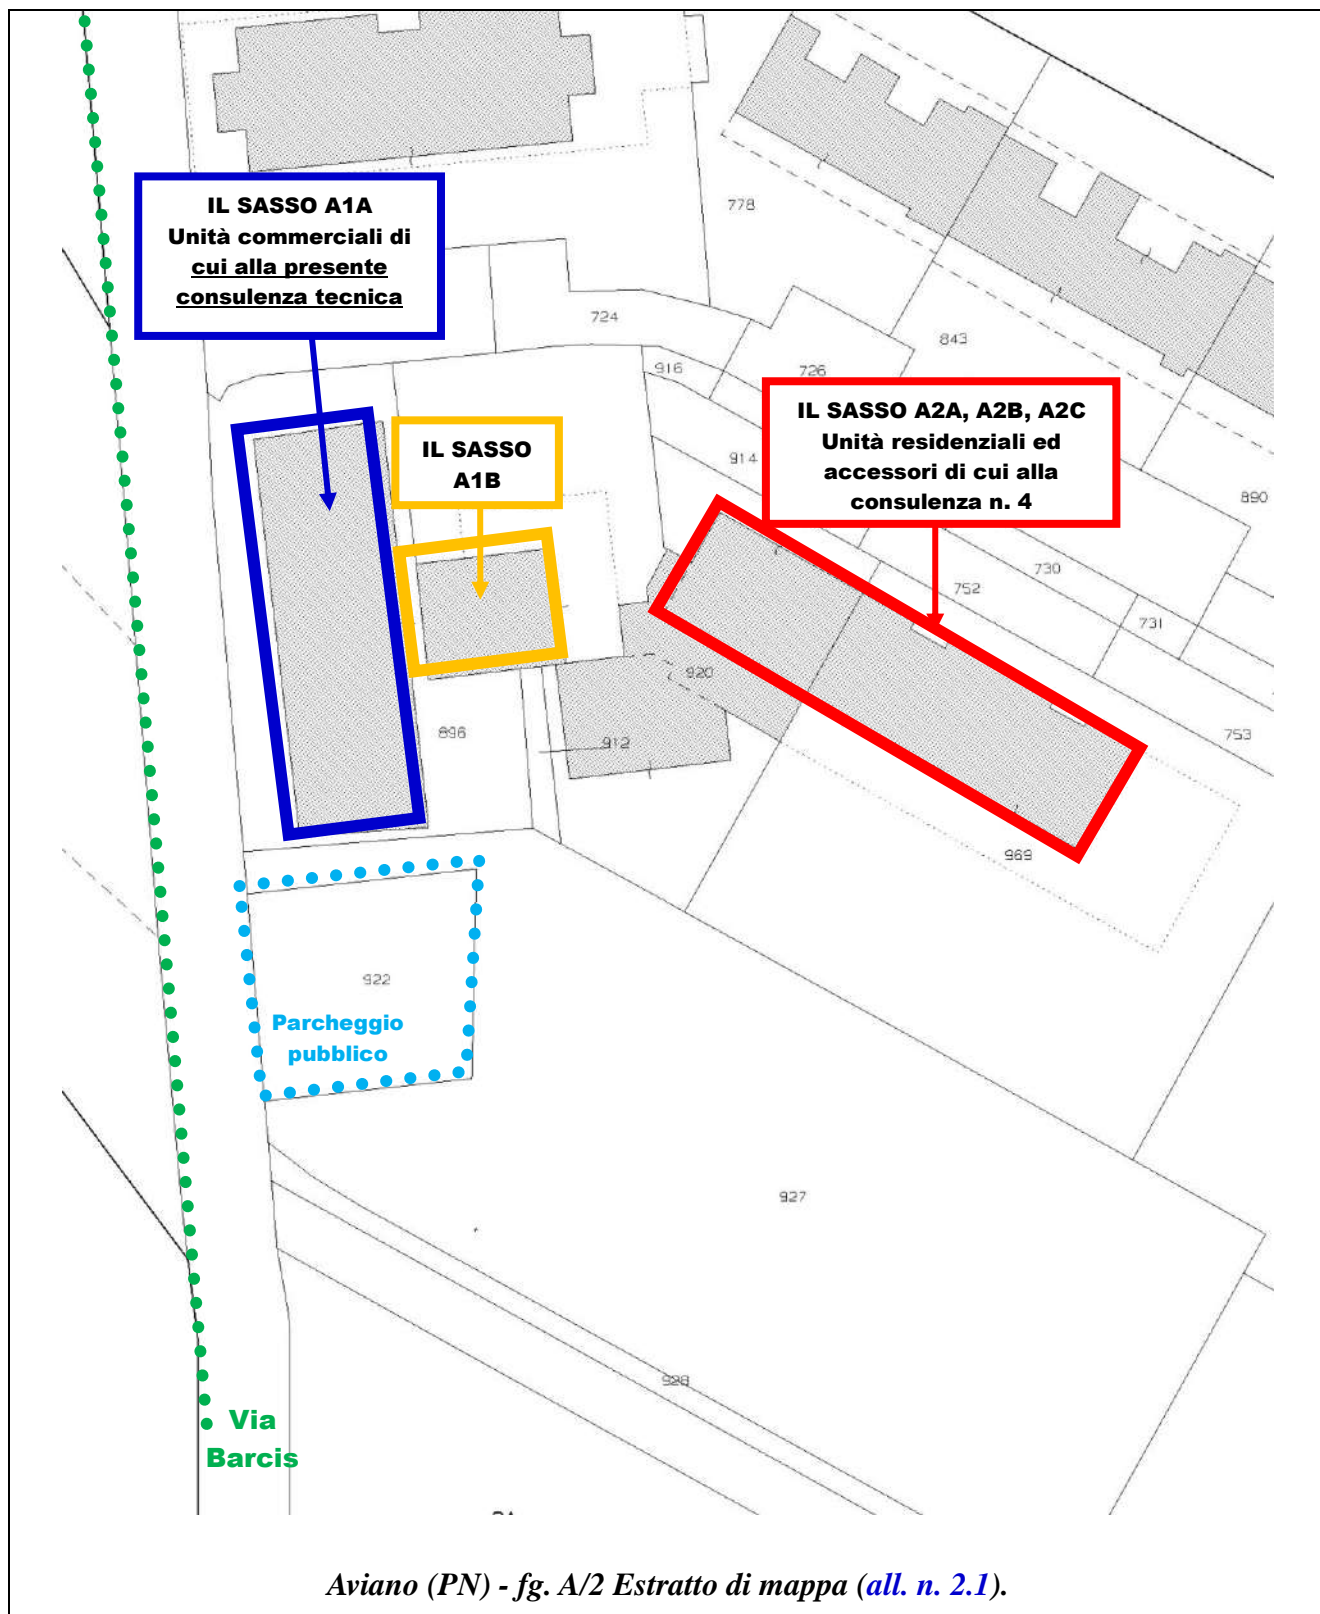 IL SASSO A1A
Unità commerciali di
cui alla presente
consulenza tecnica
778
724
843
916
726
IL SASSO A2A, A2B, A2C
Unità residenziali ed
accessori di cui alla
consulenza n. 4
IL SASSO
A1B
914
890
730
752
731
920
896
912
753
969
922
Parcheggio
pubblico
927
928
Via
Barcis
Aviano (PN) - fg. A/2 Estratto di mappa (all. n. 2.1).